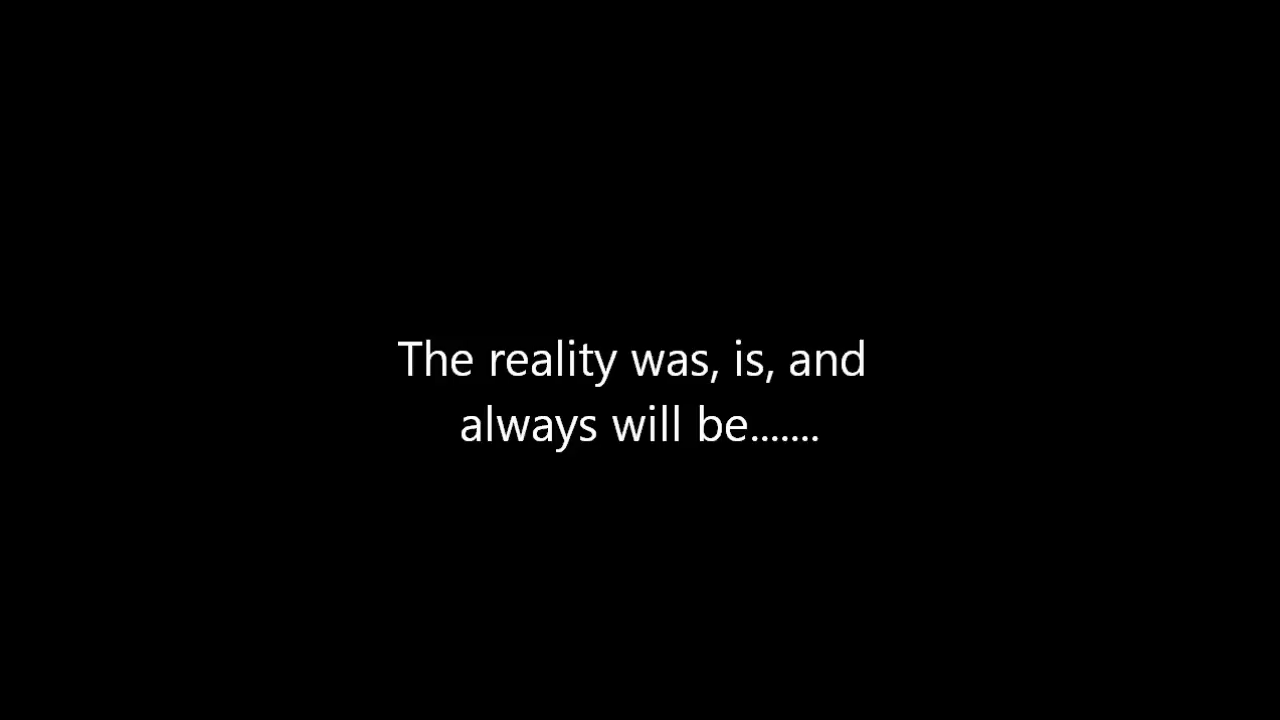 The reality was, is, and
always will be.......